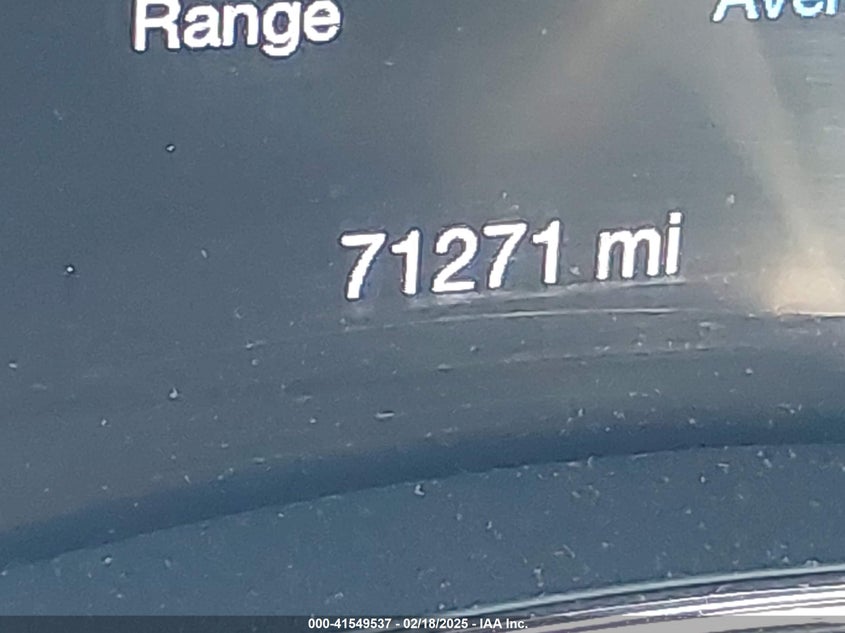 Range
71271 mi
000-41549537 - 02/18/2025 - IAA Inc.